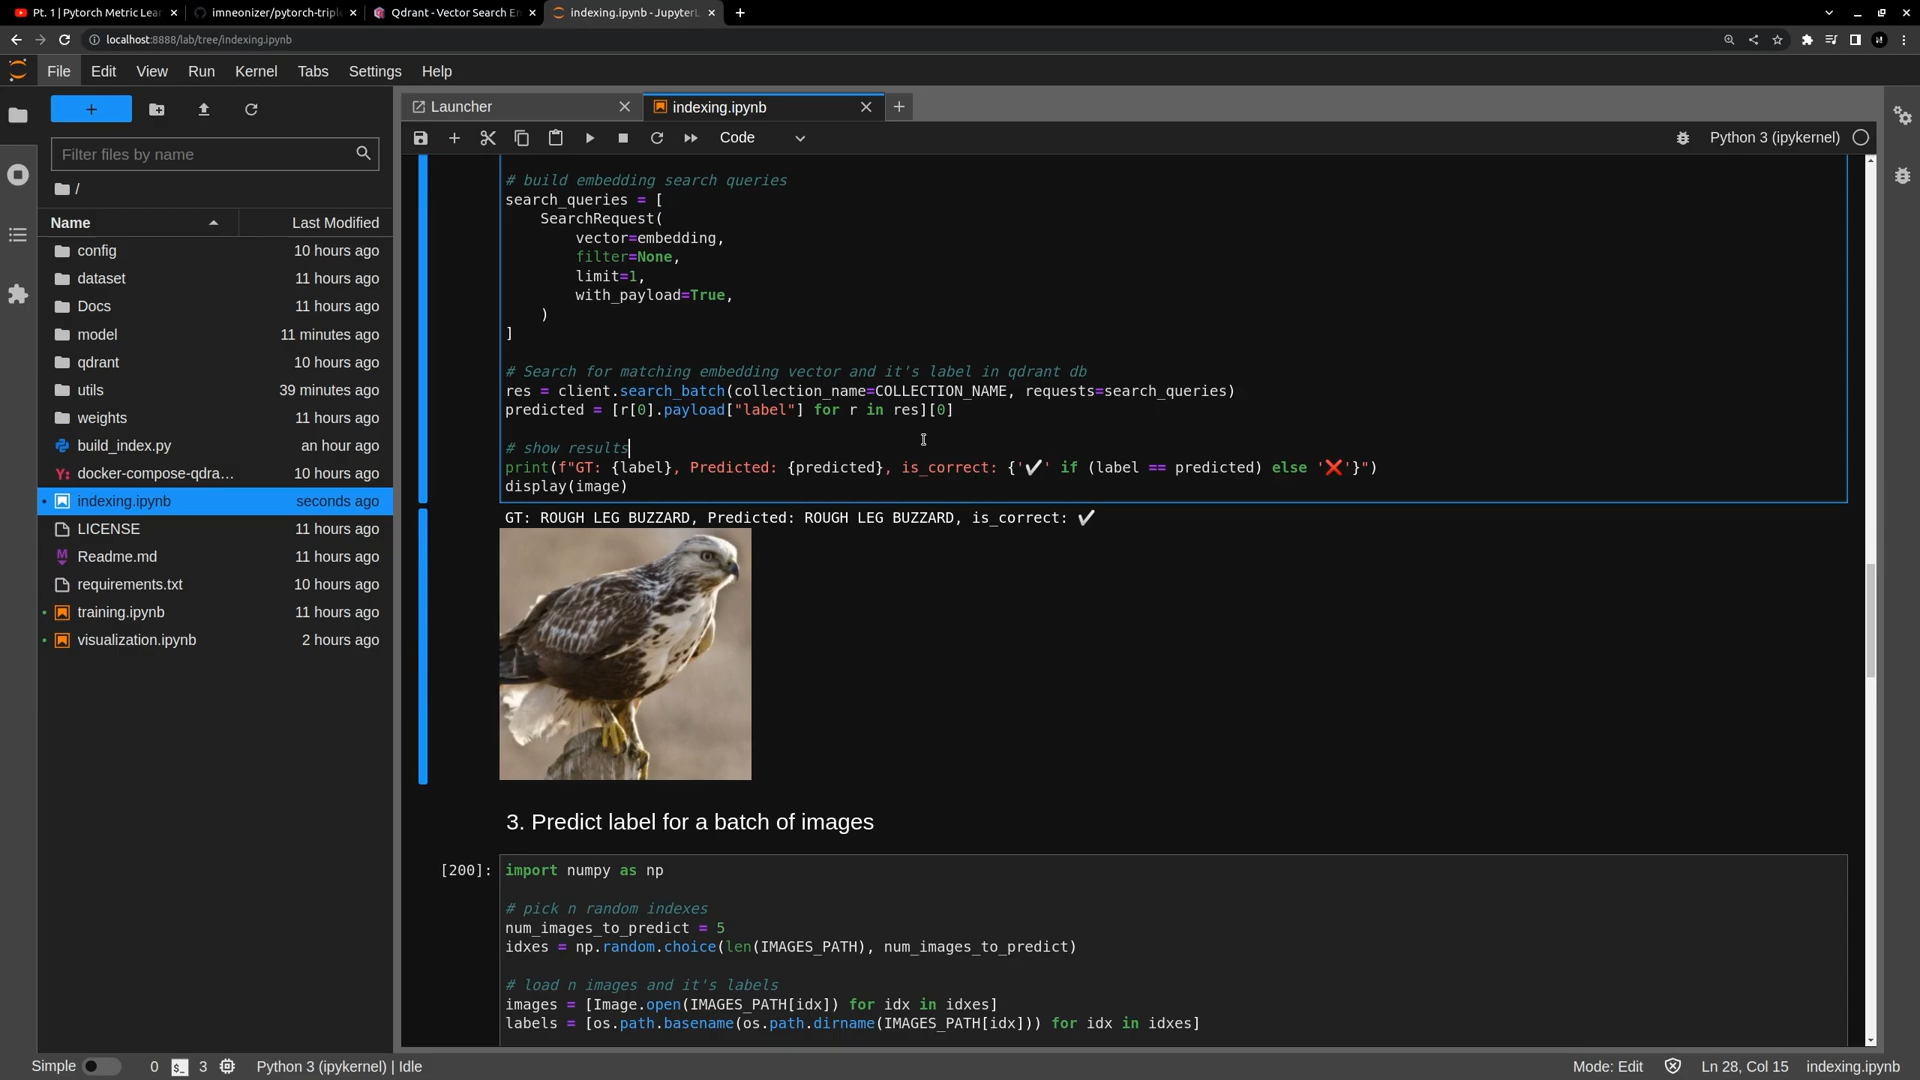 Pt. 1 | Pytorch Metric Lea
imneonizer/pytorch-triple
Qdrant - Vector Search En
indexing.ipynb - JupyterL
localhost:8888/lab/tree/indexing.ipynb
File Edit View Run Kernel Tabs Settings Help
Launcher
indexing.ipynb
Filter files by name
Code
Python 3 (ipykernel)
/
Name Last Modified
config 10 hours ago
dataset 11 hours ago
Docs 11 hours ago
model 11 minutes ago
qdrant 10 hours ago
utils 39 minutes ago
weights 11 hours ago
build_index.py an hour ago
Y: docker-compose-qdra… 10 hours ago
indexing.ipynb seconds ago
LICENSE 11 hours ago
M Readme.md 11 hours ago
requirements.txt 10 hours ago
training.ipynb 11 hours ago
visualization.ipynb 2 hours ago
# build embedding search queries
search_queries = [
SearchRequest(
vector=embedding,
filter=None,
limit=1,
with_payload=True,
)
]
# Search for matching embedding vector and it's label in qdrant db
res = client.search_batch(collection_name=COLLECTION_NAME, requests=search_queries)
predicted = [r[0].payload["label"] for r in res][0]
# show results
print(f"GT: {label}, Predicted: {predicted}, is_correct: {'✔' if (label == predicted) else '❌'}")
display(image)
GT: ROUGH LEG BUZZARD, Predicted: ROUGH LEG BUZZARD, is_correct: ✔
3. Predict label for a batch of images
[200]:
import numpy as np
# pick n random indexes
num_images_to_predict = 5
idxes = np.random.choice(len(IMAGES_PATH), num_images_to_predict)
# load n images and it's labels
images = [Image.open(IMAGES_PATH[idx]) for idx in idxes]
labels = [os.path.basename(os.path.dirname(IMAGES_PATH[idx])) for idx in idxes]
Simple 0 $_ 3 Python 3 (ipykernel) | Idle
Mode: Edit Ln 28, Col 15 indexing.ipynb